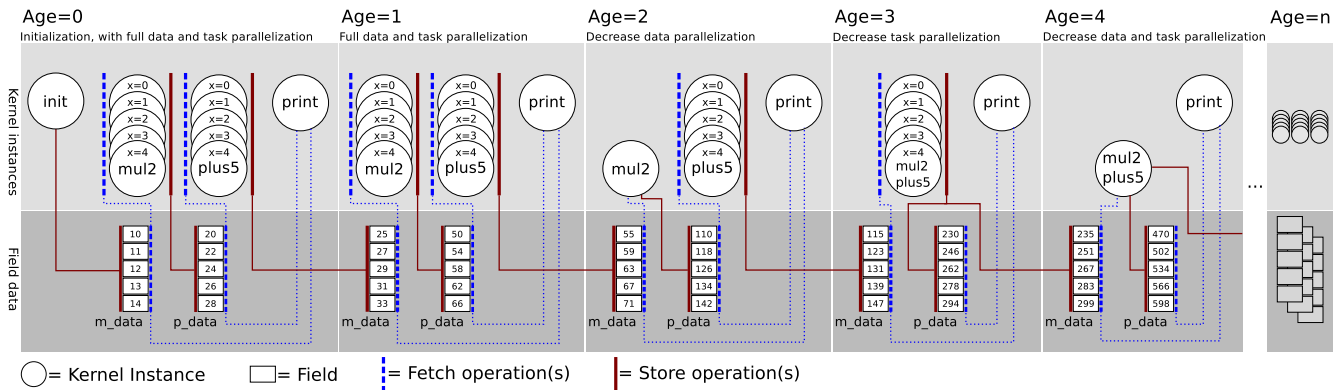 Age=0
Initialization, with full data and task parallelization
Age=1
Full data and task parallelization
Age=2
Decrease data parallelization
Age=3
Decrease task parallelization
Age=4
Decrease data and task parallelization
Age=n
Kernel instances
init
x=0
x=1
x=2
x=3
x=4
mul2
x=0
x=1
x=2
x=3
x=4
plus5
print
x=0
x=1
x=2
x=3
x=4
mul2
x=0
x=1
x=2
x=3
x=4
plus5
print
mul2
x=0
x=1
x=2
x=3
x=4
plus5
print
x=0
x=1
x=2
x=3
x=4
mul2
plus5
print
mul2
plus5
print
...
Field data
10
11
12
13
14
m_data
20
22
24
26
28
p_data
25
27
29
31
33
m_data
50
54
58
62
66
p_data
55
59
63
67
71
m_data
110
118
126
134
142
p_data
115
123
131
139
147
m_data
230
246
262
278
294
p_data
235
251
267
283
299
m_data
470
502
534
566
598
p_data
= Kernel Instance
= Field
= Fetch operation(s)
= Store operation(s)